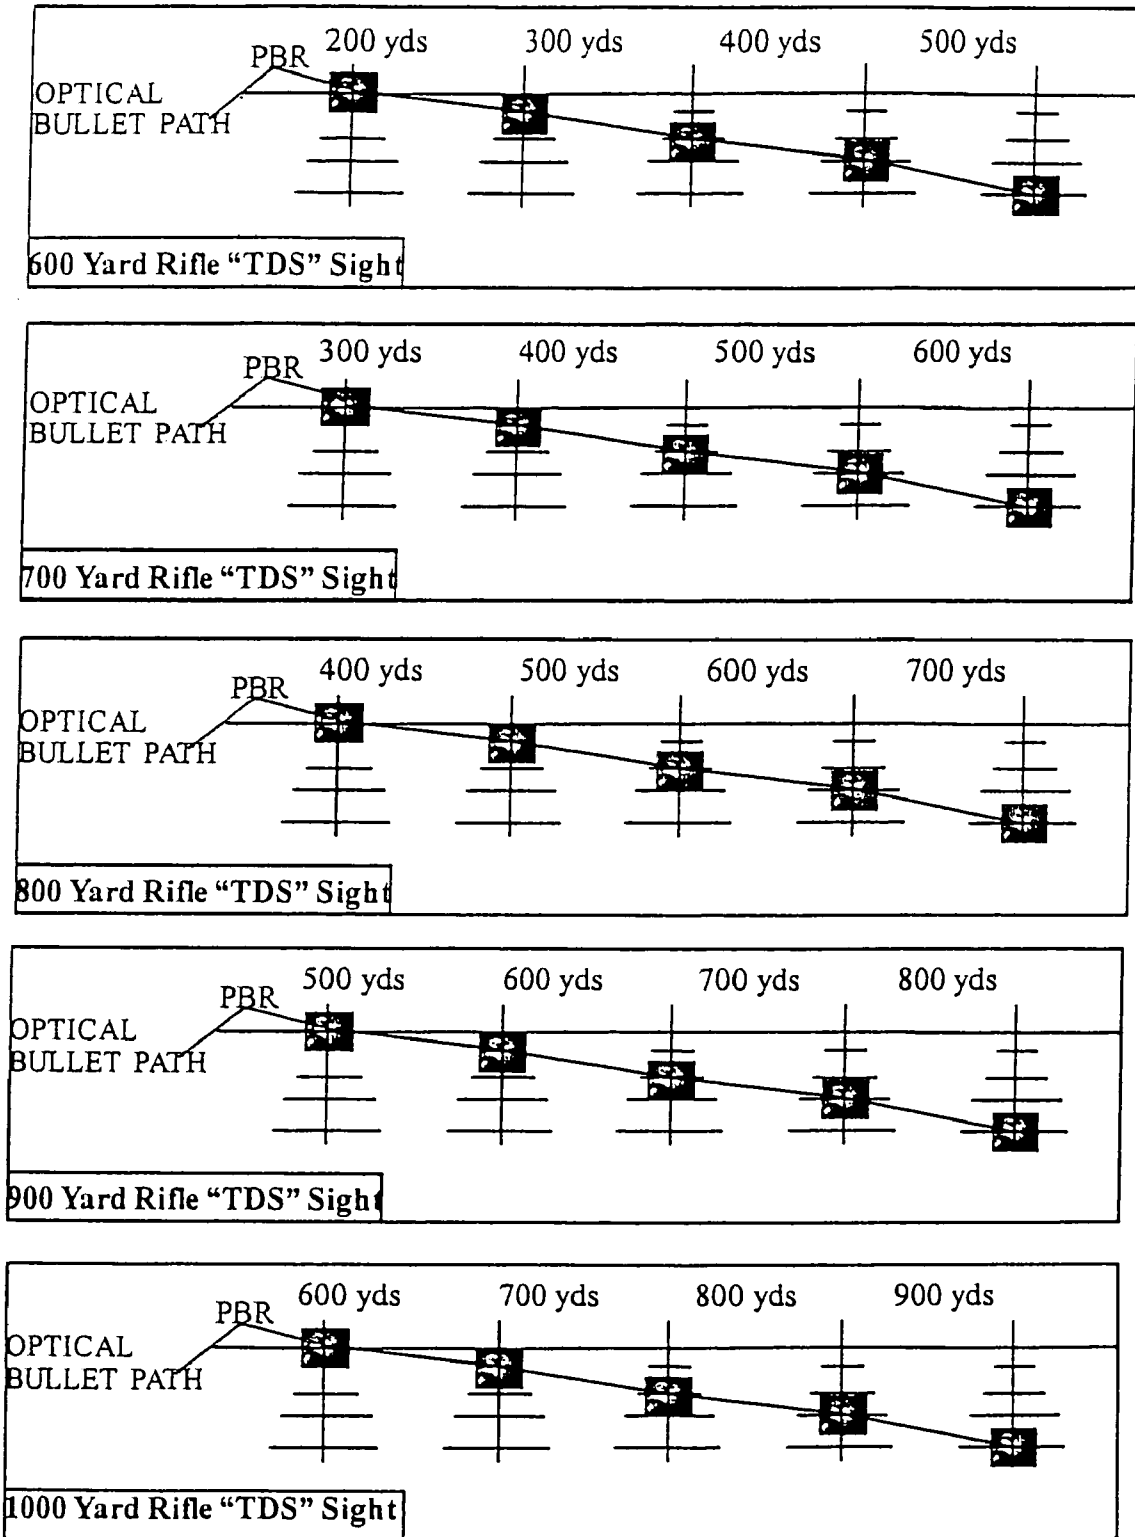 200 yds 300 yds 400 yds 500 yds
PBR
OPTICAL
BULLET PATH
600 Yard Rifle “TDS” Sight
300 yds 400 yds 500 yds 600 yds
PBR
OPTICAL
BULLET PATH
700 Yard Rifle “TDS” Sight
400 yds 500 yds 600 yds 700 yds
PBR
OPTICAL
BULLET PATH
800 Yard Rifle “TDS” Sight
500 yds 600 yds 700 yds 800 yds
PBR
OPTICAL
BULLET PATH
900 Yard Rifle “TDS” Sight
600 yds 700 yds 800 yds 900 yds
PBR
OPTICAL
BULLET PATH
1000 Yard Rifle “TDS” Sight